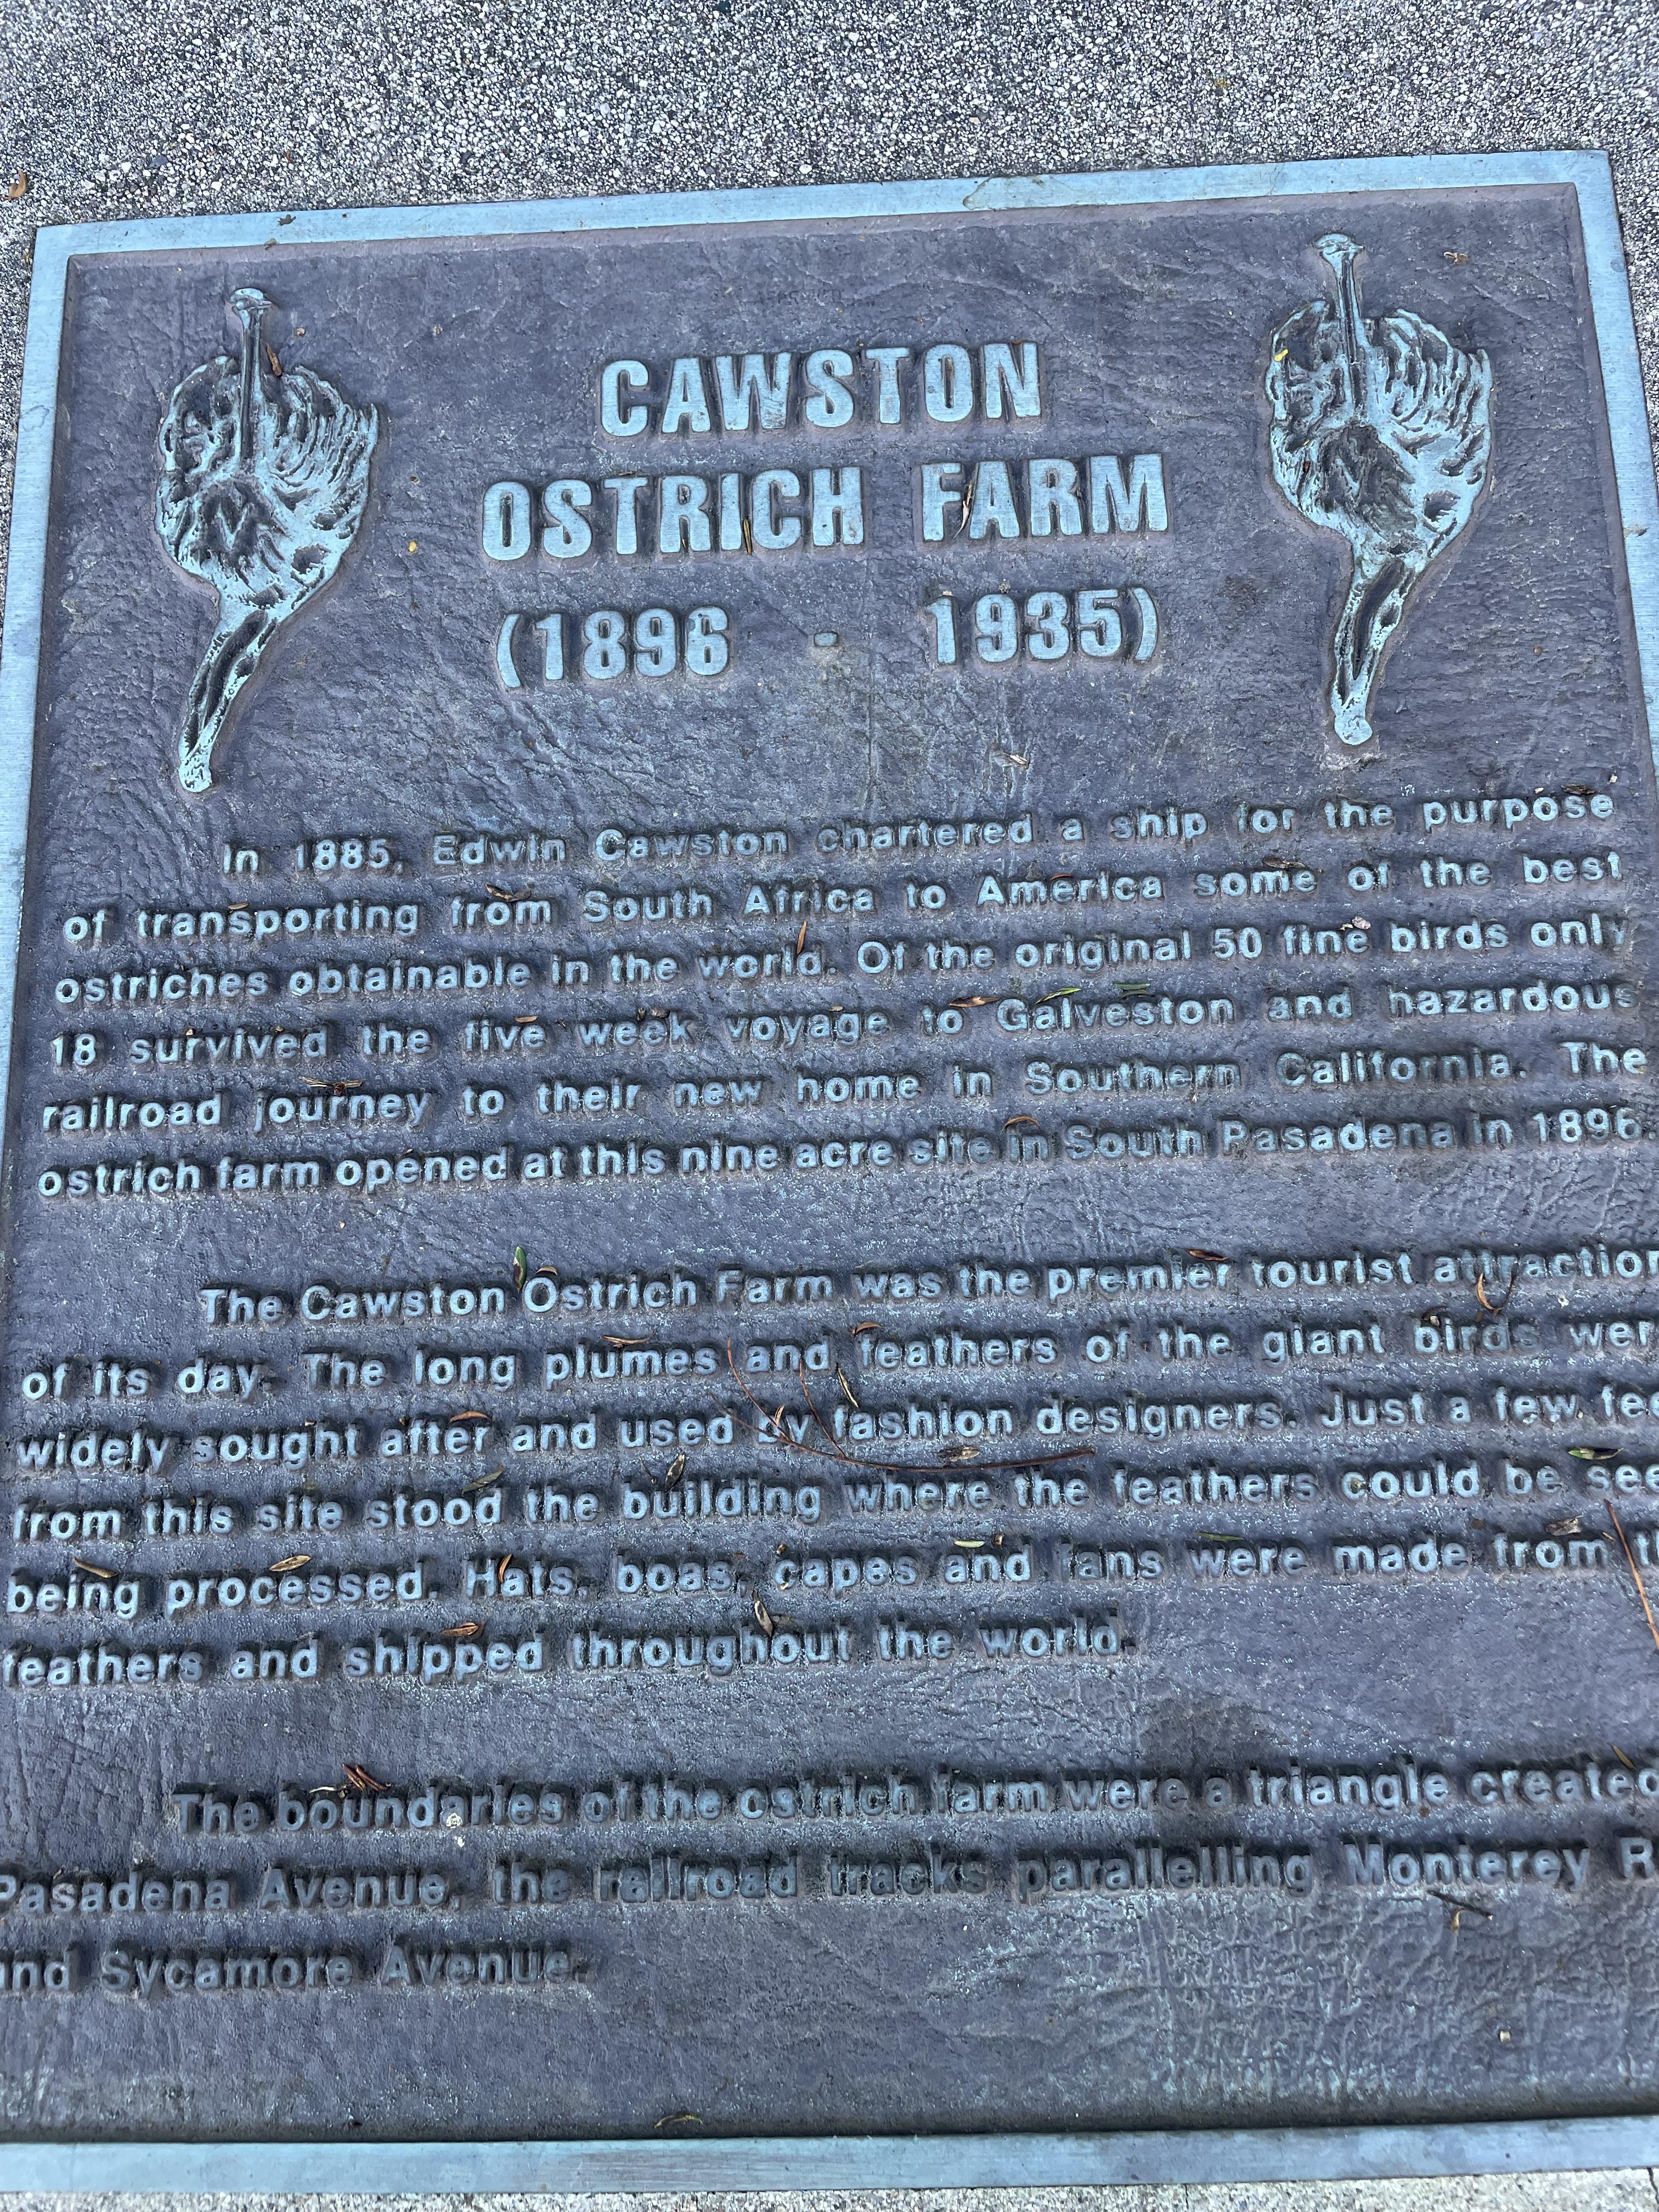 CAWSTON
OSTRICH FARM
(1896 - 1935)
In 1885, Edwin Cawston chartered a ship for the purpose
of transporting from South Africa to America some of the best
ostriches obtainable in the world. Of the original 50 fine birds only
18 survived the five week voyage to Galveston and hazardous
railroad journey to their new home in Southern California. The
ostrich farm opened at this nine acre site in South Pasadena in 1896.
The Cawston Ostrich Farm was the premier tourist attraction
of its day. The long plumes and feathers of the giant birds wer
widely sought after and used by fashion designers. Just a few fee
from this site stood the building where the feathers could be see
being processed. Hats, boas, capes and fans were made from th
feathers and shipped throughout the world.
The boundaries of the ostrich farm were a triangle created
Pasadena Avenue, the railroad tracks parallelling Monterey R
and Sycamore Avenue.